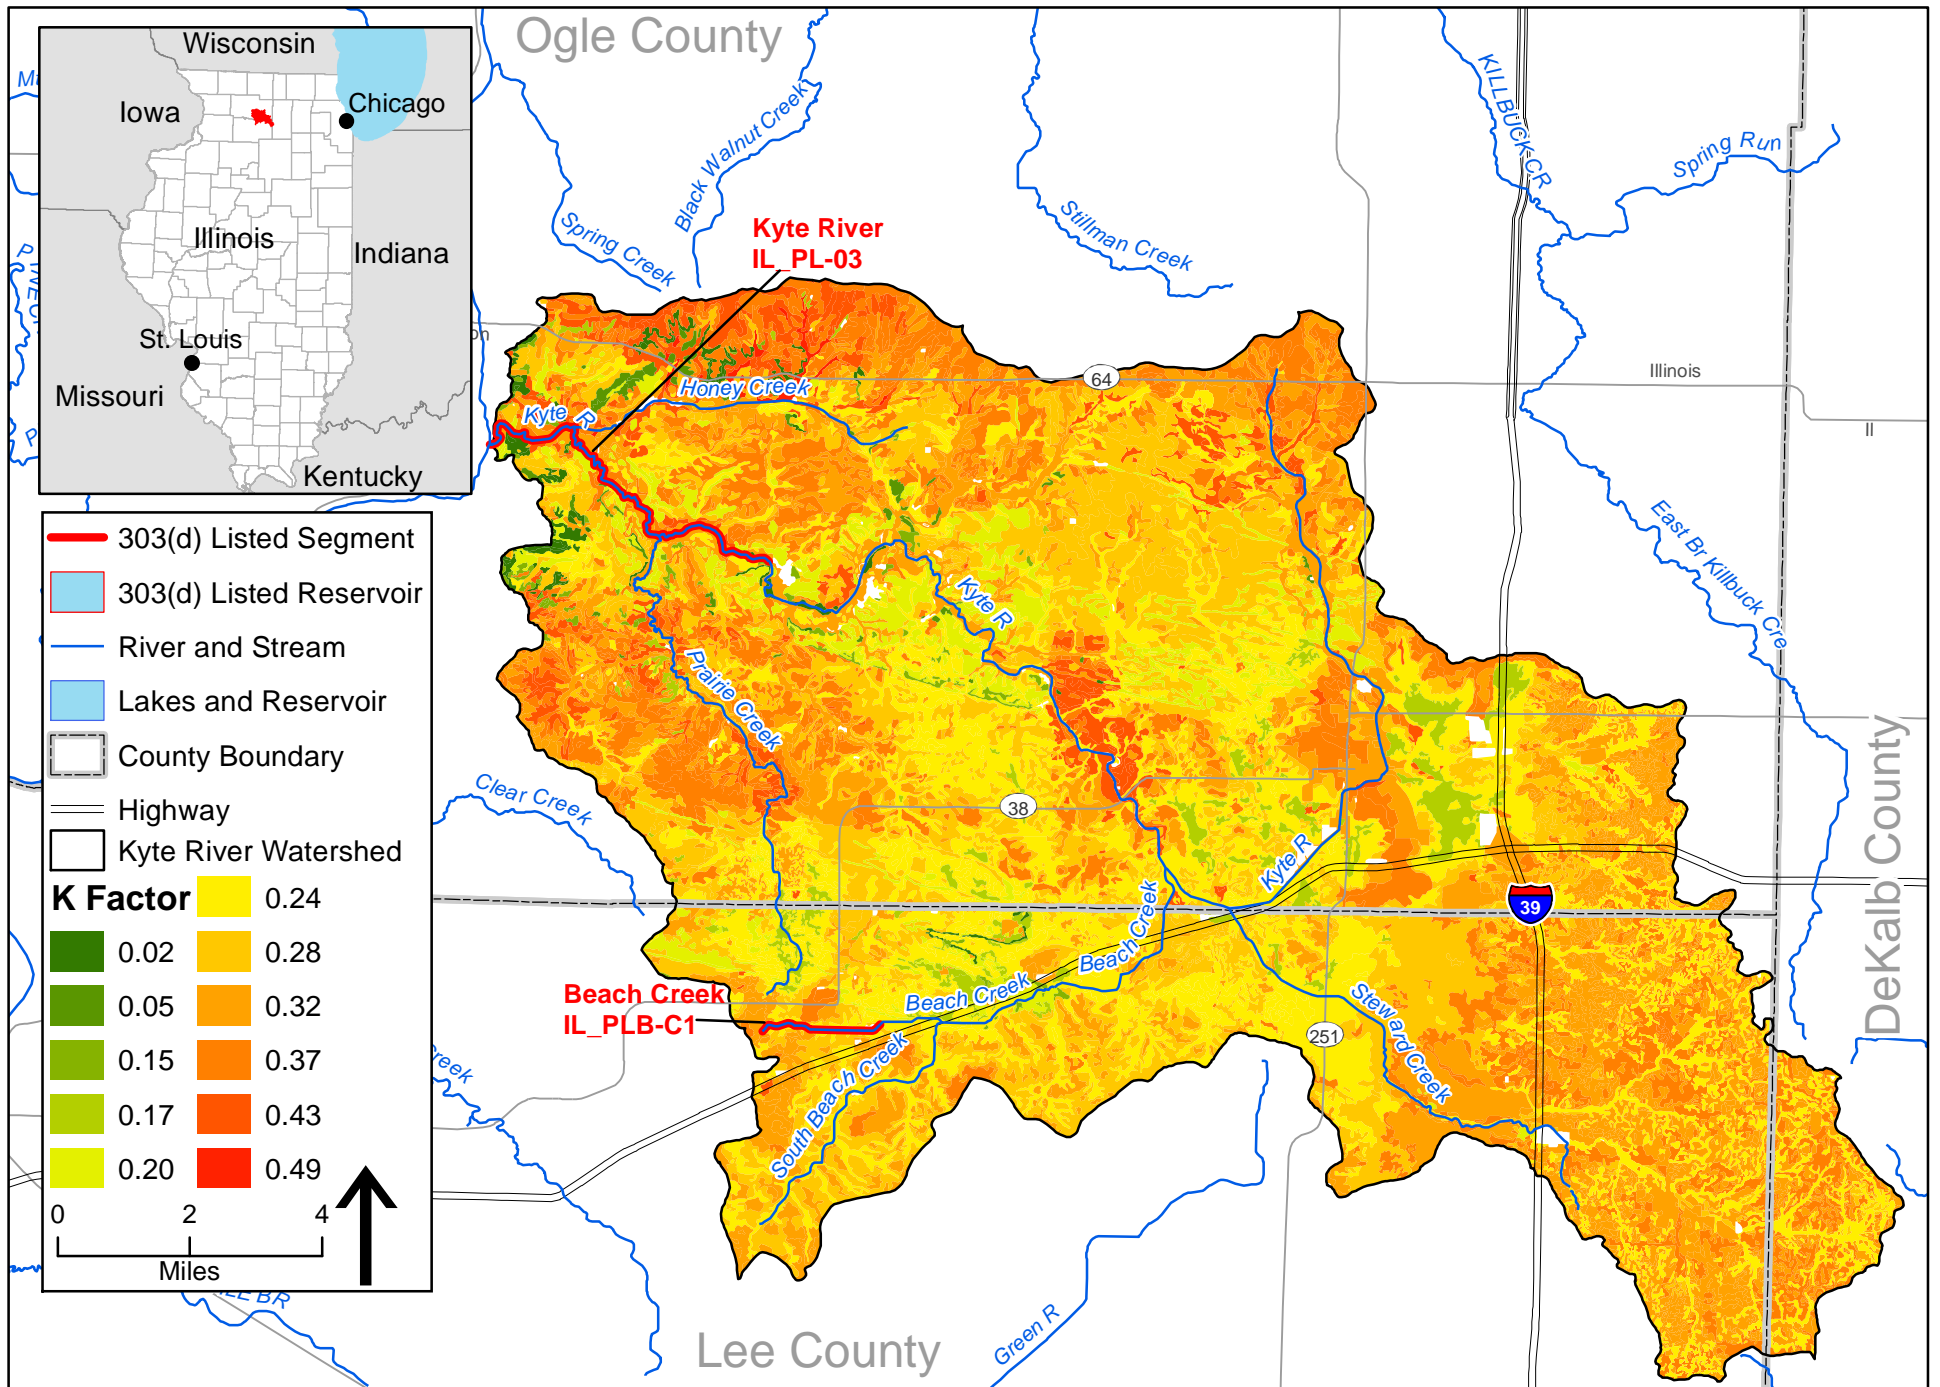 Ogle County
Wisconsin
Iowa
Chicago
Illinois
Indiana
St. Louis
Missouri
Kentucky
Black Walnut Creek
Spring Creek
Stillman Creek
KILLBUCK CR
Spring Run
Kyte River
IL_PL-03
64
Illinois
Il
Honey Creek
Kyte R
East Br Killbuck Cre
Kyte R
Prairie Creek
303(d) Listed Segment
303(d) Listed Reservoir
River and Stream
Lakes and Reservoir
County Boundary
Highway
Kyte River Watershed
K Factor
0.02
0.05
0.15
0.17
0.20
0.24
0.28
0.32
0.37
0.43
0.49
0 2 4
Miles
Clear Creek
38
Kyte R
39
DeKalb County
Beach Creek
Beach Creek
Beach Creek
IL_PLB-C1
South Beach Creek
251
Steward Creek
Green R
Lee County